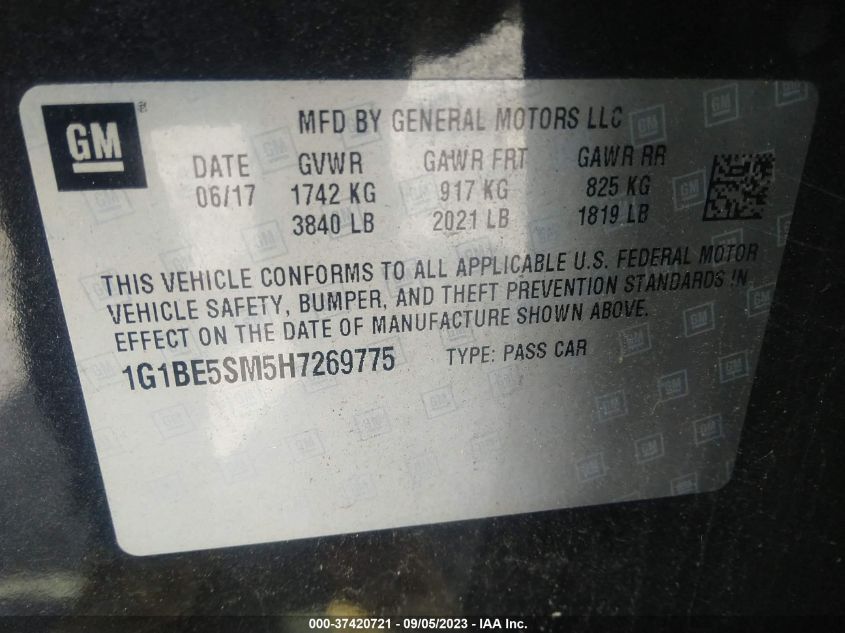 GM®
MFD BY GENERAL MOTORS LLC
DATE GVWR GAWR FRT GAWR RR
06/17 1742 KG 917 KG 825 KG
3840 LB 2021 LB 1819 LB
THIS VEHICLE CONFORMS TO ALL APPLICABLE U.S. FEDERAL MOTOR
VEHICLE SAFETY, BUMPER, AND THEFT PREVENTION STANDARDS IN
EFFECT ON THE DATE OF MANUFACTURE SHOWN ABOVE.
1G1BE5SM5H7269775 TYPE: PASS CAR
000-37420721 - 09/05/2023 - IAA Inc.